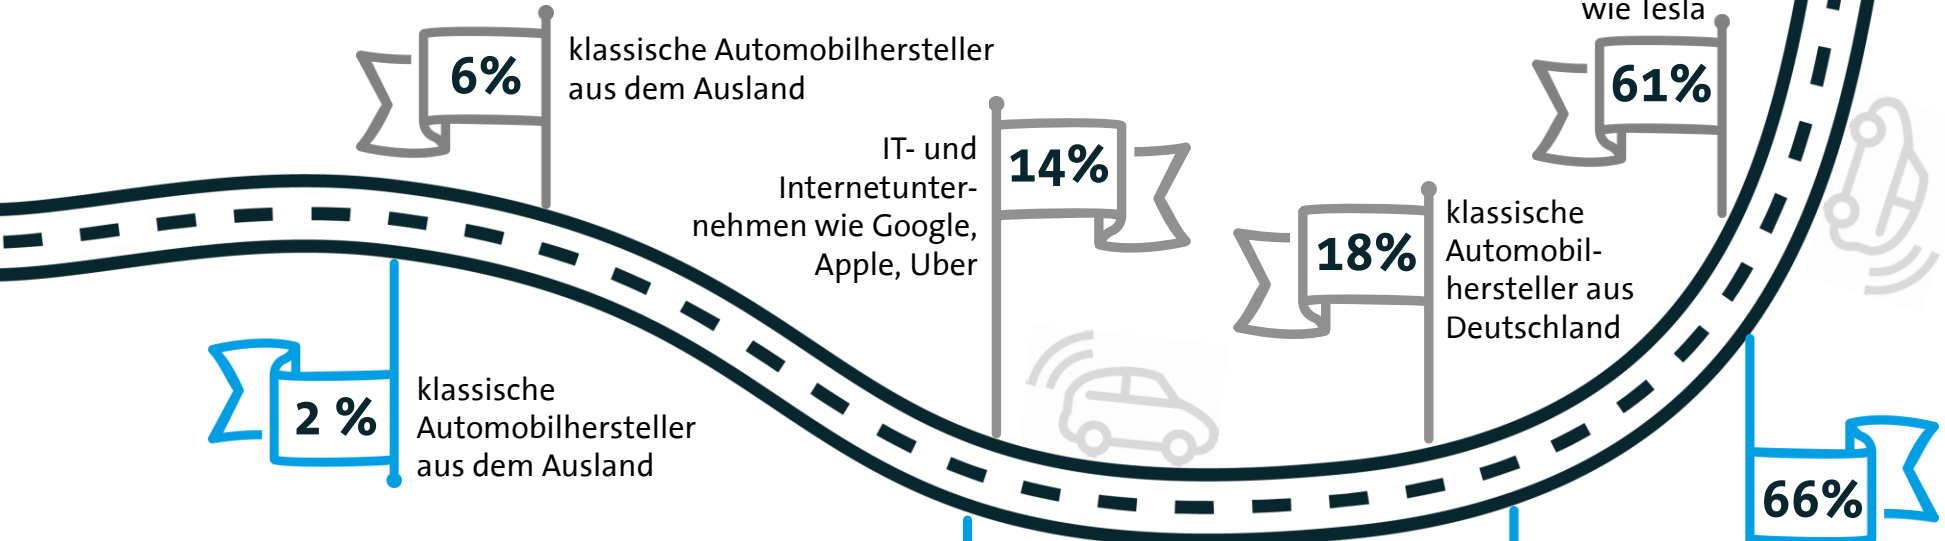 6%
klassische Automobilhersteller
aus dem Ausland
IT- und
Internetunter-
nehmen wie Google,
Apple, Uber
14%
18%
klassische
Automobil-
hersteller aus
Deutschland
wie Tesla
61%
2 %
klassische
Automobilhersteller
aus dem Ausland
66%